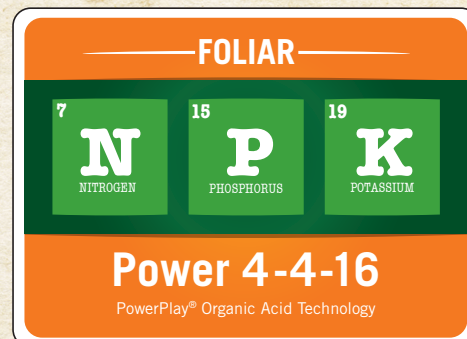 FOLIAR
7 15 19
N P K
NITROGEN PHOSPHORUS POTASSIUM
Power 4-4-16
PowerPlay® Organic Acid Technology